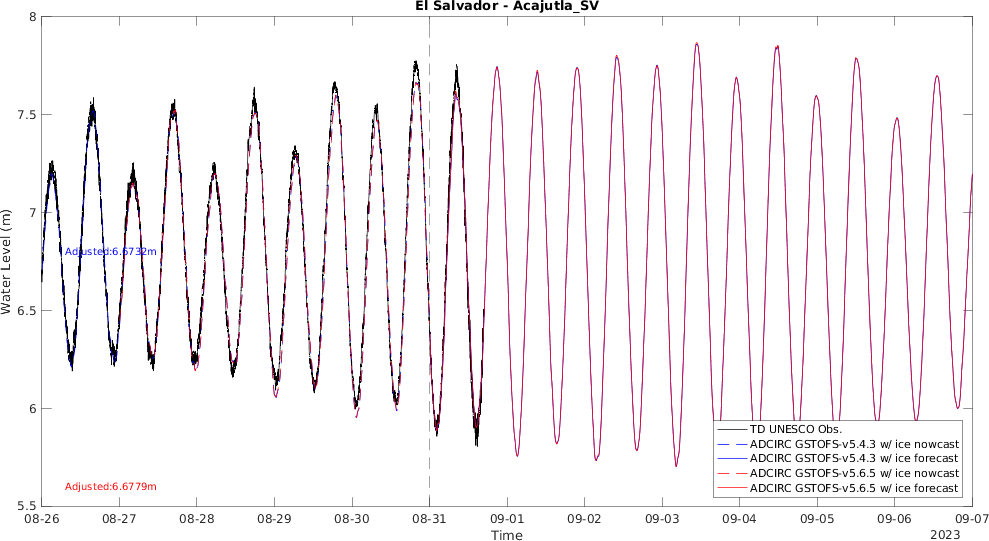 El Salvador - Acajutla_SV
8
7.5
7
6.5
6
5.5
Water Level (m)
Adjusted:6.6732m
Adjusted:6.6779m
TD UNESCO Obs.
ADCIRC GSTOFS-v5.4.3 w/ ice nowcast
ADCIRC GSTOFS-v5.4.3 w/ ice forecast
ADCIRC GSTOFS-v5.6.5 w/ ice nowcast
ADCIRC GSTOFS-v5.6.5 w/ ice forecast
08-26 08-27 08-28 08-29 08-30 08-31 09-01 09-02 09-03 09-04 09-05 09-06 09-07
Time
2023